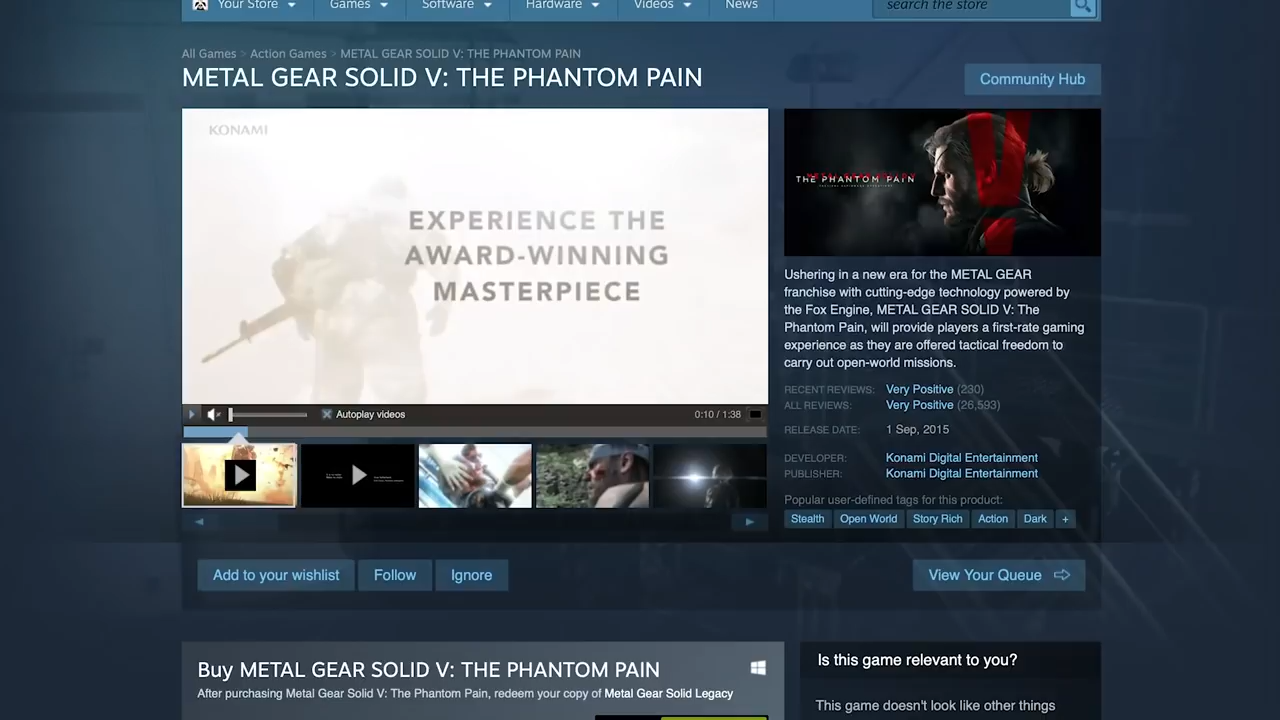 Your Store
Games
Software
Hardware
Videos
News
search the store
All Games > Action Games > METAL GEAR SOLID V: THE PHANTOM PAIN
METAL GEAR SOLID V: THE PHANTOM PAIN
Community Hub
KONAMI
EXPERIENCE THE
AWARD-WINNING
MASTERPIECE
Autoplay videos
0:10 / 1:38
THE PHANTOM PAIN
Ushering in a new era for the METAL GEAR
franchise with cutting-edge technology powered by
the Fox Engine, METAL GEAR SOLID V: The
Phantom Pain, will provide players a first-rate gaming
experience as they are offered tactical freedom to
carry out open-world missions.
RECENT REVIEWS: Very Positive (230)
ALL REVIEWS: Very Positive (26,593)
RELEASE DATE: 1 Sep, 2015
DEVELOPER: Konami Digital Entertainment
PUBLISHER: Konami Digital Entertainment
Popular user-defined tags for this product:
Stealth
Open World
Story Rich
Action
Dark
+
Add to your wishlist
Follow
Ignore
View Your Queue
Buy METAL GEAR SOLID V: THE PHANTOM PAIN
After purchasing Metal Gear Solid V: The Phantom Pain, redeem your copy of Metal Gear Solid Legacy
Is this game relevant to you?
This game doesn't look like other things